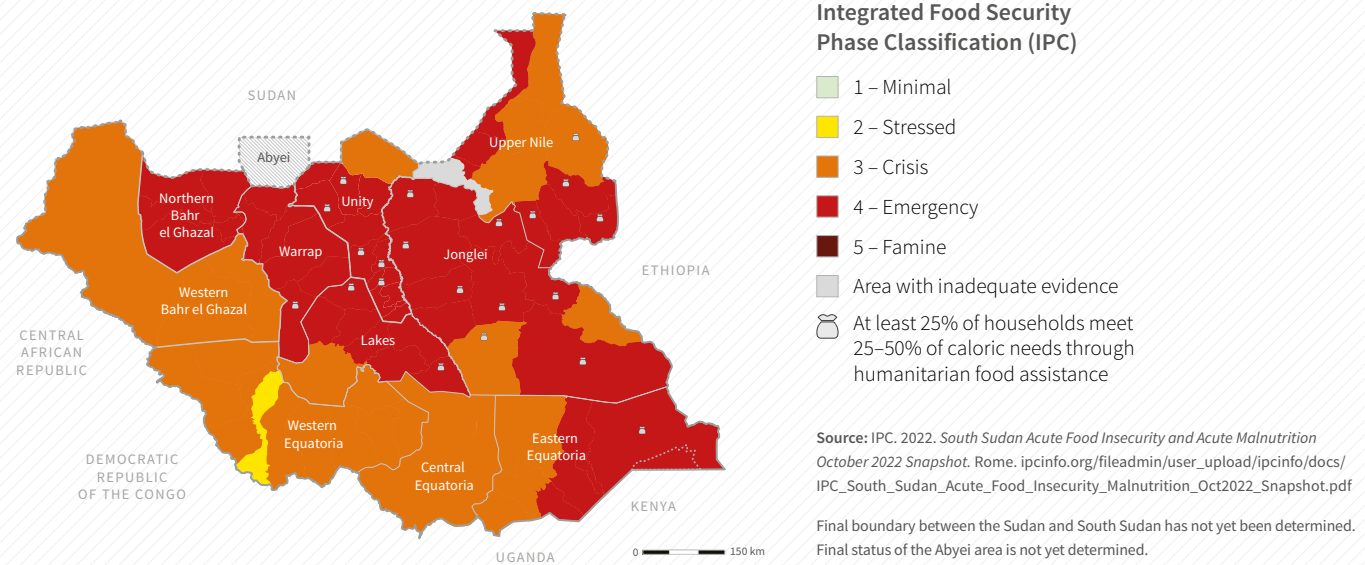 SUDAN
Abyei
Upper Nile
Northern
Bahr
el Ghazal
Unity
Warrap
Jonglei
ETHIOPIA
Western
Bahr el Ghazal
CENTRAL
AFRICAN
REPUBLIC
Lakes
Western
Equatoria
Eastern
Equatoria
Central
Equatoria
DEMOCRATIC
REPUBLIC
OF THE CONGO
KENYA
UGANDA
0 150 km
Integrated Food Security
Phase Classification (IPC)
1 – Minimal
2 – Stressed
3 – Crisis
4 – Emergency
5 – Famine
Area with inadequate evidence
At least 25% of households meet
25–50% of caloric needs through
humanitarian food assistance
Source: IPC. 2022. South Sudan Acute Food Insecurity and Acute Malnutrition
October 2022 Snapshot. Rome. ipcinfo.org/fileadmin/user_upload/ipcinfo/docs/
IPC_South_Sudan_Acute_Food_Insecurity_Malnutrition_Oct2022_Snapshot.pdf
Final boundary between the Sudan and South Sudan has not yet been determined.
Final status of the Abyei area is not yet determined.